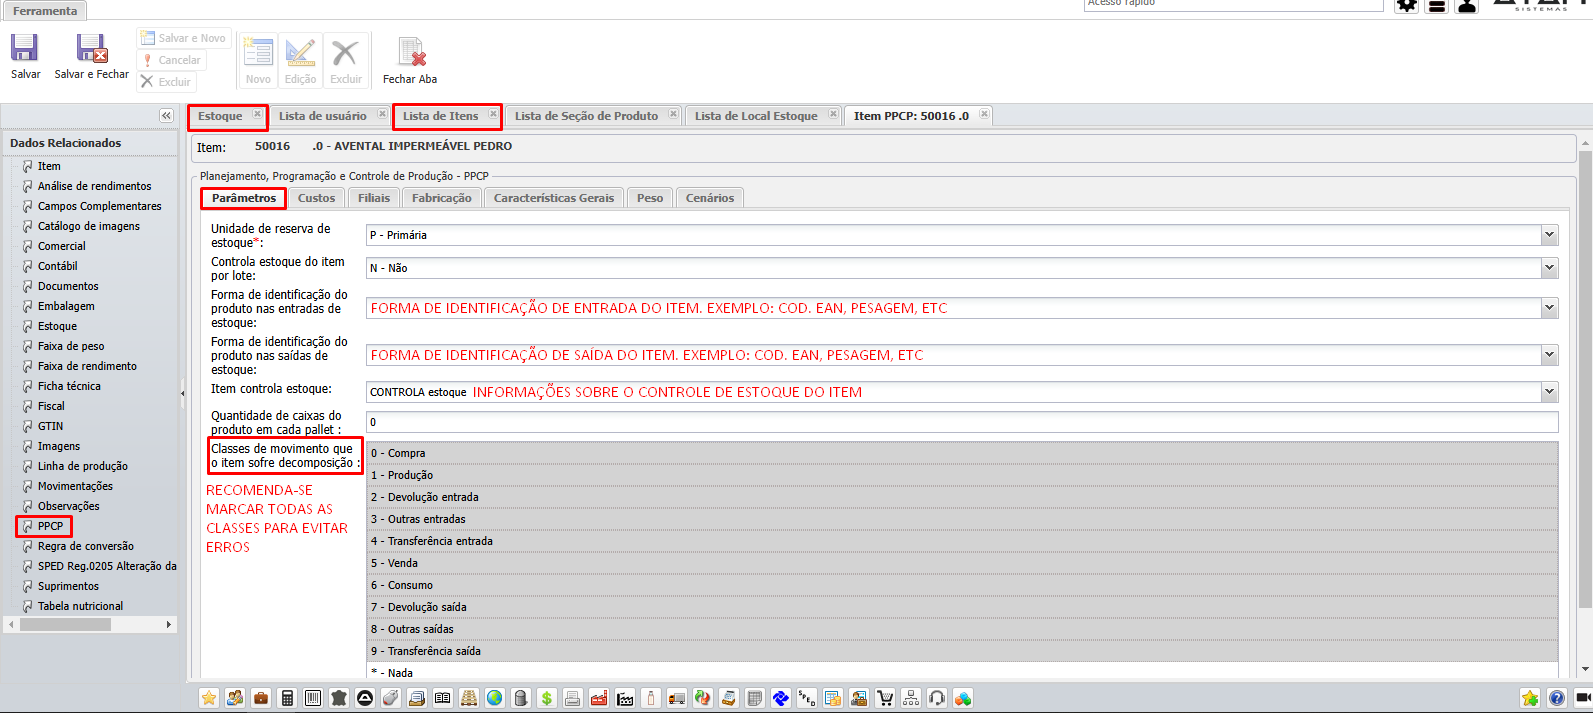 Ferramenta
Acesso rápido
SISTEMAS
Salvar
Salvar e Fechar
Salvar e Novo
Cancelar
Excluir
Novo
Edição
Excluir
Fechar Aba
Estoque
Lista de usuário
Lista de Itens
Lista de Seção de Produto
Lista de Local Estoque
Item PPCP: 50016 .0
Dados Relacionados
Item
Análise de rendimentos
Campos Complementares
Catálogo de imagens
Comercial
Contábil
Documentos
Embalagem
Estoque
Faixa de peso
Faixa de rendimento
Ficha técnica
Fiscal
GTIN
Imagens
Linha de produção
Movimentações
Observações
PPCP
Regra de conversão
SPED Reg.0205 Alteração da
Suprimentos
Tabela nutricional
Item: 50016 .0 - AVENTAL IMPERMEÁVEL PEDRO
Planejamento, Programação e Controle de Produção - PPCP
Parâmetros
Custos
Filiais
Fabricação
Características Gerais
Peso
Cenários
Unidade de reserva de
estoque*:
P - Primária
Controla estoque do item
por lote:
N - Não
Forma de identificação do
produto nas entradas de
estoque:
FORMA DE IDENTIFICAÇÃO DE ENTRADA DO ITEM. EXEMPLO: COD. EAN, PESAGEM, ETC
Forma de identificação do
produto nas saídas de
estoque:
FORMA DE IDENTIFICAÇÃO DE SAÍDA DO ITEM. EXEMPLO: COD. EAN, PESAGEM, ETC
Item controla estoque:
CONTROLA estoque INFORMAÇÕES SOBRE O CONTROLE DE ESTOQUE DO ITEM
Quantidade de caixas do
produto em cada pallet :
0
Classes de movimento que
o item sofre decomposição :
RECOMENDA-SE
MARCAR TODAS AS
CLASSES PARA EVITAR
ERROS
0 - Compra
1 - Produção
2 - Devolução entrada
3 - Outras entradas
4 - Transferência entrada
5 - Venda
6 - Consumo
7 - Devolução saída
8 - Outras saídas
9 - Transferência saída
* - Nada